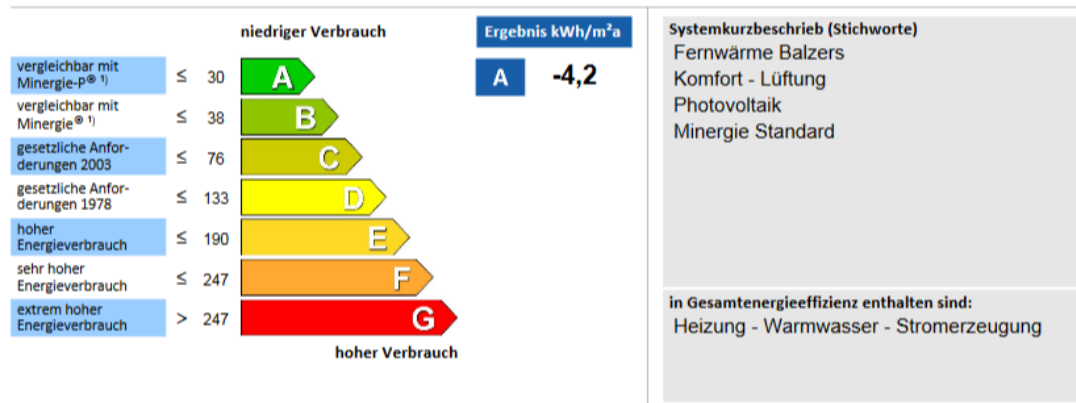 niedriger Verbrauch
vergleichbar mit
Minergie-P® 1)
≤ 30
A
vergleichbar mit
Minergie® 1)
≤ 38
B
gesetzliche Anfor-
derungen 2003
≤ 76
C
gesetzliche Anfor-
derungen 1978
≤ 133
D
hoher
Energieverbrauch
≤ 190
E
sehr hoher
Energieverbrauch
≤ 247
F
extrem hoher
Energieverbrauch
> 247
G
hoher Verbrauch
Ergebnis kWh/m²a
A -4,2
Systemkurzbeschrieb (Stichworte)
Fernwärme Balzers
Komfort - Lüftung
Photovoltaik
Minergie Standard
in Gesamtenergieeffizienz enthalten sind:
Heizung - Warmwasser - Stromerzeugung